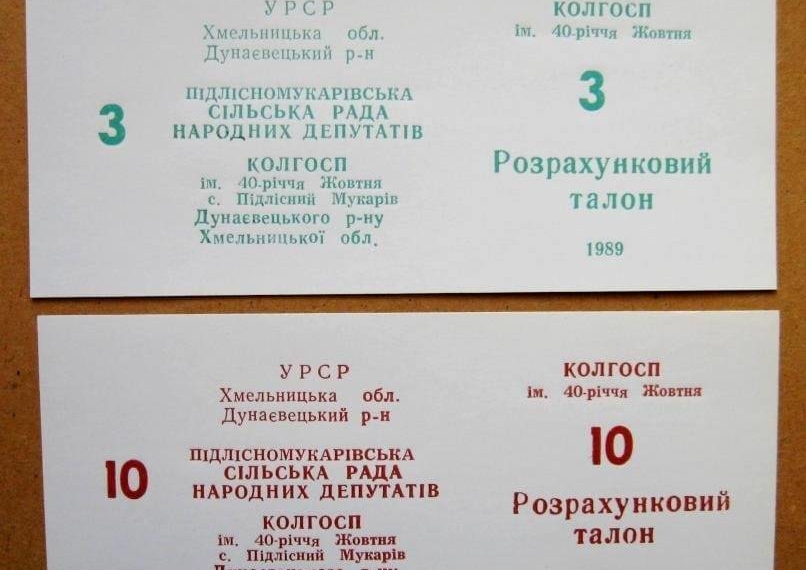 УРСР
Хмельницька обл.
Дунаєвецький р-н
3
ПІДЛІСНОМУКАРІВСЬКА
СІЛЬСЬКА РАДА
НАРОДНИХ ДЕПУТАТІВ
КОЛГОСП
ім. 40-річчя Жовтня
с. Підлісний Мукарів
Дунаєвецького р-ну
Хмельницької обл.
КОЛГОСП
ім. 40-річчя Жовтня
3
Розрахунковий
талон
1989
УРСР
Хмельницька обл.
Дунаєвецький р-н
10
ПІДЛІСНОМУКАРІВСЬКА
СІЛЬСЬКА РАДА
НАРОДНИХ ДЕПУТАТІВ
КОЛГОСП
ім. 40-річчя Жовтня
с. Підлісний Мукарів
КОЛГОСП
ім. 40-річчя Жовтня
10
Розрахунковий
талон